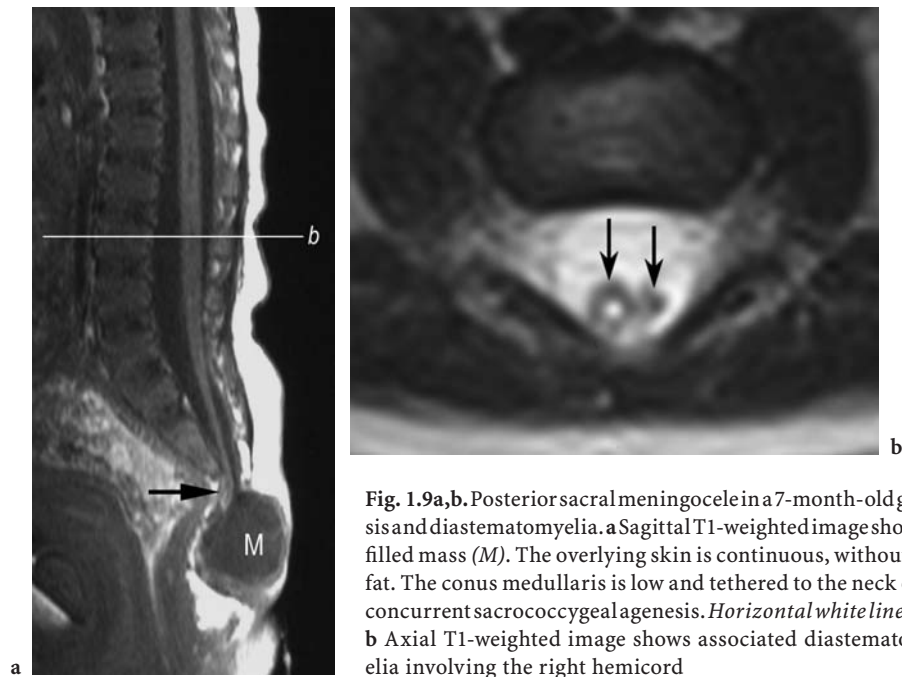 b
M
a
b
Fig. 1.9a,b. Posterior sacral meningocele in a 7-month-old g
sis and diastematomyelia. a Sagittal T1-weighted image sho
filled mass (M). The overlying skin is continuous, withou
fat. The conus medullaris is low and tethered to the neck
concurrent sacrococcygeal agenesis. Horizontal white line
b Axial T1-weighted image shows associated diastemato
elia involving the right hemicord